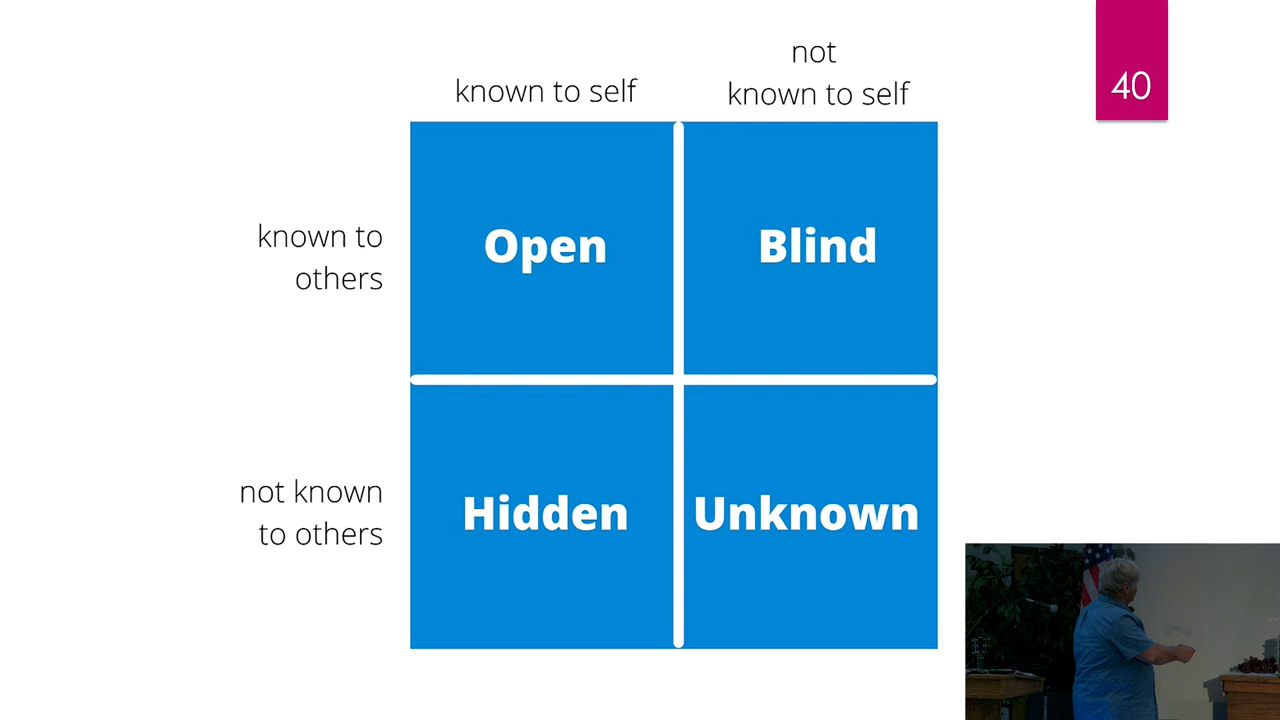 not
known to self
known to self
40
known to
others
Open
Blind
not known
to others
Hidden
Unknown